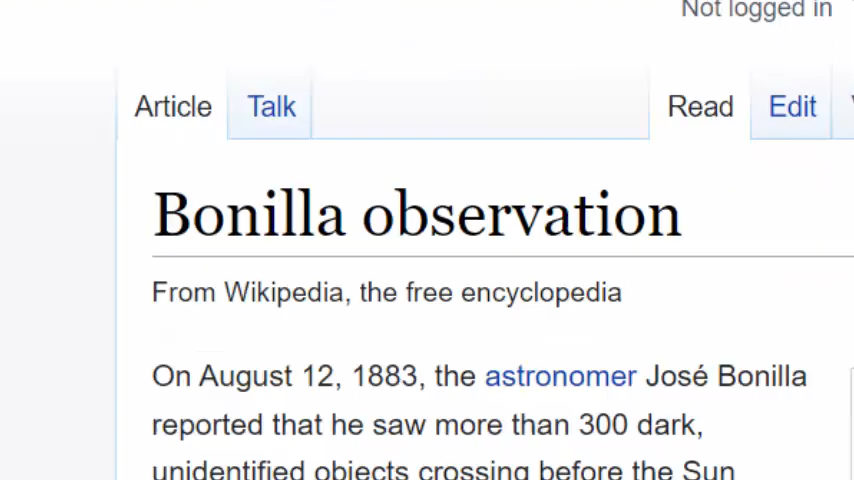 Not logged in
Article Talk Read Edit
Bonilla observation
From Wikipedia, the free encyclopedia
On August 12, 1883, the astronomer José Bonilla
reported that he saw more than 300 dark,
unidentified objects crossing before the Sun